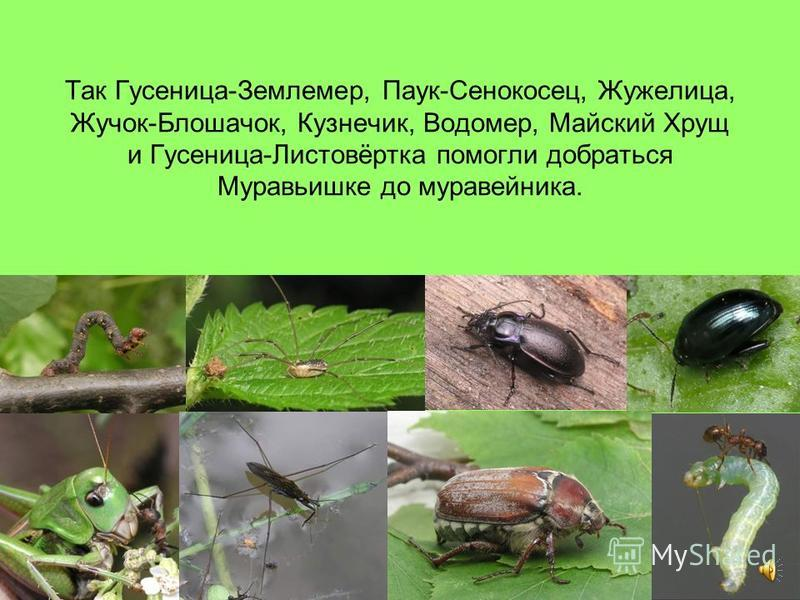 Так Гусеница-Землемер, Паук-Сенокосец, Жужелица,
Жучок-Блошачок, Кузнечик, Водомер, Майский Хрущ
и Гусеница-Листовёртка помогли добраться
Муравьишке до муравейника.
MyShared